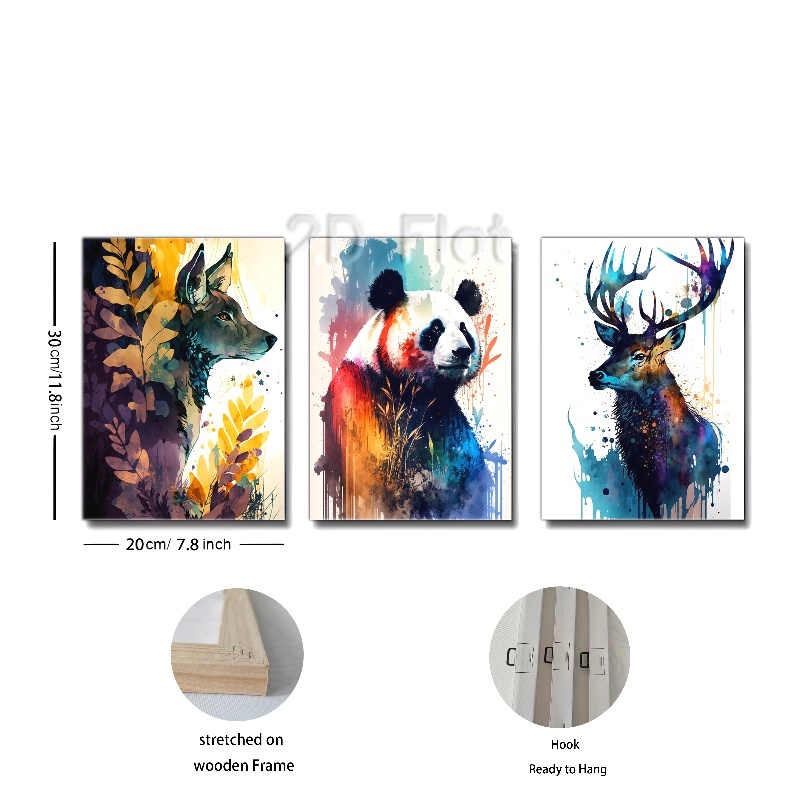 2D Flat
30cm/11.8inch
20cm/ 7.8 inch
stretched on
wooden Frame
Hook
Ready to Hang